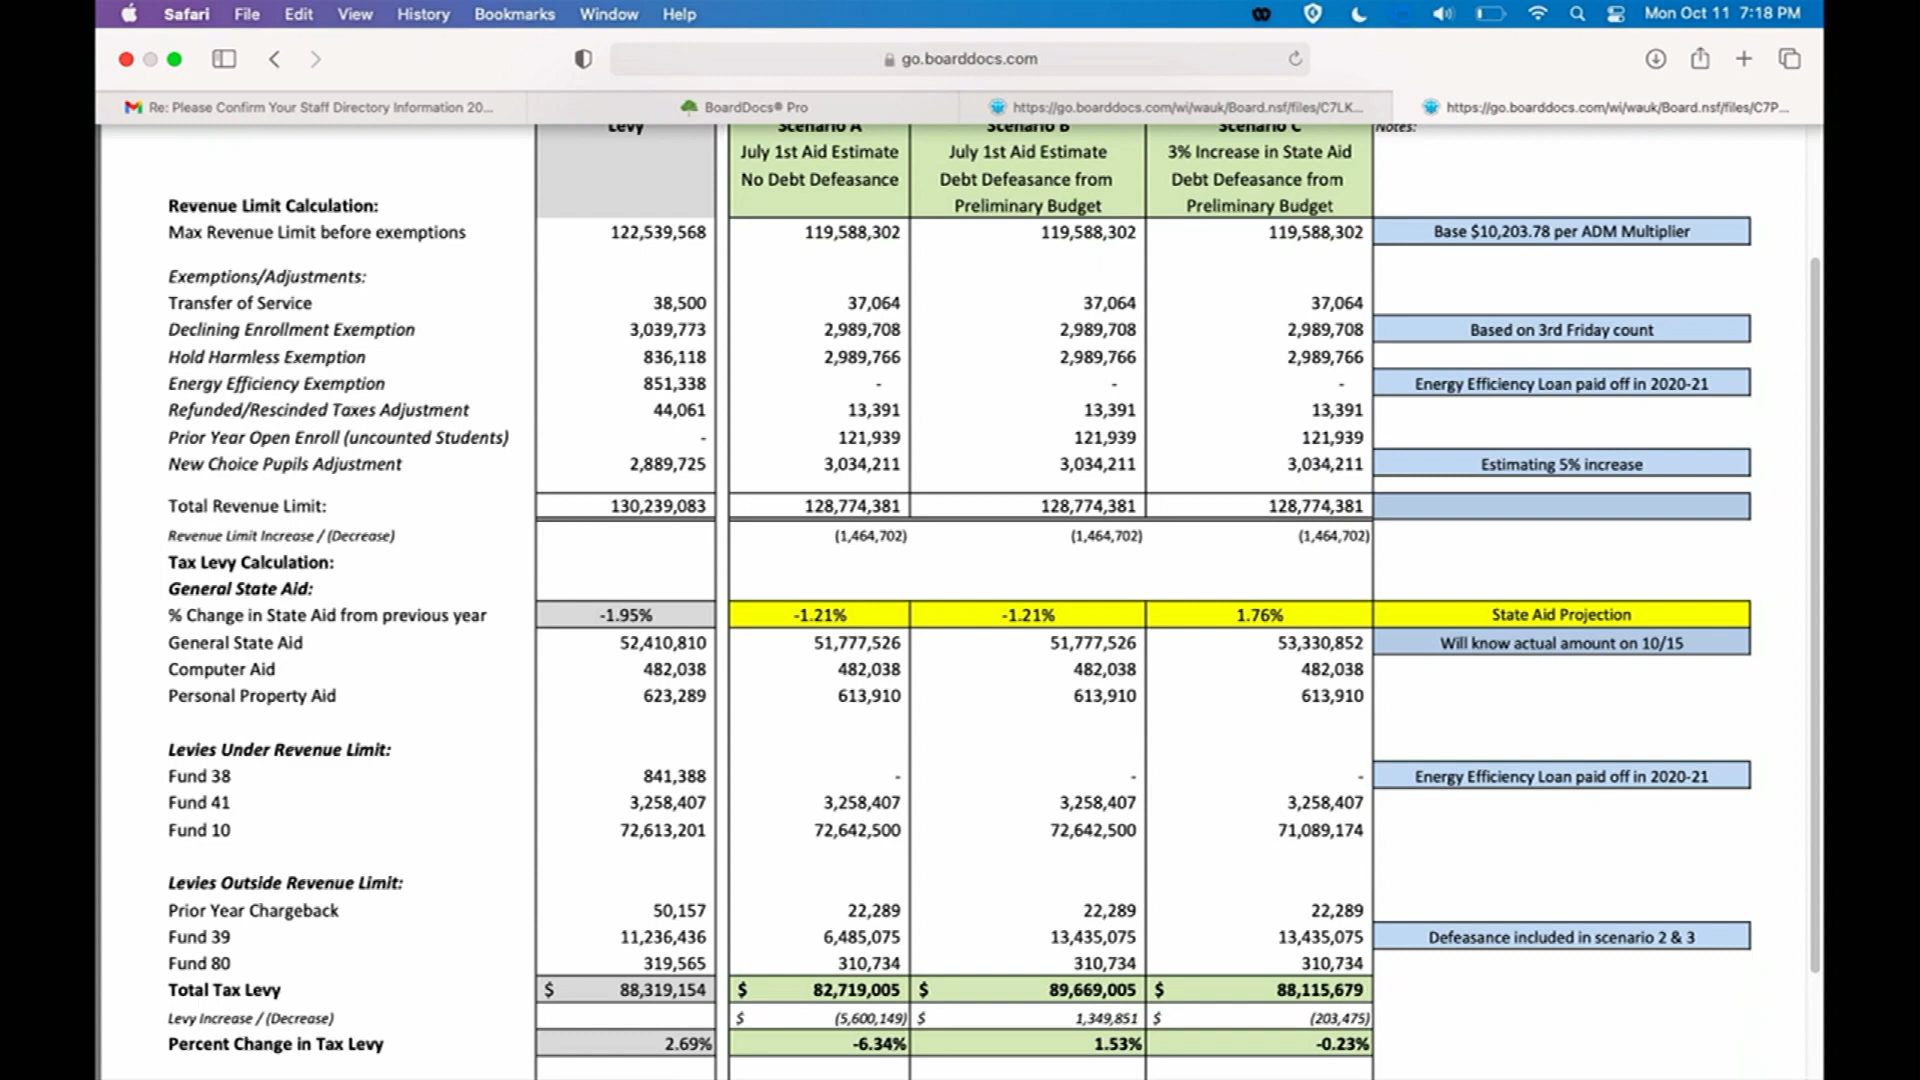 Safari File Edit View History Bookmarks Window Help Mon Oct 11 7:18 PM
go.boarddocs.com
Re: Please Confirm Your Staff Directory Information 20... BoardDocs® Pro https://go.boarddocs.com/wi/wauk/Board.nsf/files/C7LK... https://go.boarddocs.com/wi/wauk/Board.nsf/files/C7P...
Levy Scenario A Scenario B Scenario C Notes:
July 1st Aid Estimate July 1st Aid Estimate 3% Increase in State Aid
No Debt Defeasance Debt Defeasance from Debt Defeasance from
Revenue Limit Calculation: Preliminary Budget Preliminary Budget
Max Revenue Limit before exemptions 122,539,568 119,588,302 119,588,302 119,588,302 Base $10,203.78 per ADM Multiplier
Exemptions/Adjustments:
Transfer of Service 38,500 37,064 37,064 37,064
Declining Enrollment Exemption 3,039,773 2,989,708 2,989,708 2,989,708 Based on 3rd Friday count
Hold Harmless Exemption 836,118 2,989,766 2,989,766 2,989,766
Energy Efficiency Exemption 851,338 - - - Energy Efficiency Loan paid off in 2020-21
Refunded/Rescinded Taxes Adjustment 44,061 13,391 13,391 13,391
Prior Year Open Enroll (uncounted Students) - 121,939 121,939 121,939
New Choice Pupils Adjustment 2,889,725 3,034,211 3,034,211 3,034,211 Estimating 5% increase
Total Revenue Limit: 130,239,083 128,774,381 128,774,381 128,774,381
Revenue Limit Increase / (Decrease) (1,464,702) (1,464,702) (1,464,702)
Tax Levy Calculation:
General State Aid:
% Change in State Aid from previous year -1.95% -1.21% -1.21% 1.76% State Aid Projection
General State Aid 52,410,810 51,777,526 51,777,526 53,330,852 Will know actual amount on 10/15
Computer Aid 482,038 482,038 482,038 482,038
Personal Property Aid 623,289 613,910 613,910 613,910
Levies Under Revenue Limit:
Fund 38 841,388 - - - Energy Efficiency Loan paid off in 2020-21
Fund 41 3,258,407 3,258,407 3,258,407 3,258,407
Fund 10 72,613,201 72,642,500 72,642,500 71,089,174
Levies Outside Revenue Limit:
Prior Year Chargeback 50,157 22,289 22,289 22,289
Fund 39 11,236,436 6,485,075 13,435,075 13,435,075 Defeasance included in scenario 2 & 3
Fund 80 319,565 310,734 310,734 310,734
Total Tax Levy $ 88,319,154 $ 82,719,005 $ 89,669,005 $ 88,115,679
Levy Increase / (Decrease) $ (5,600,149) $ 1,349,851 $ (203,475)
Percent Change in Tax Levy 2.69% -6.34% 1.53% -0.23%